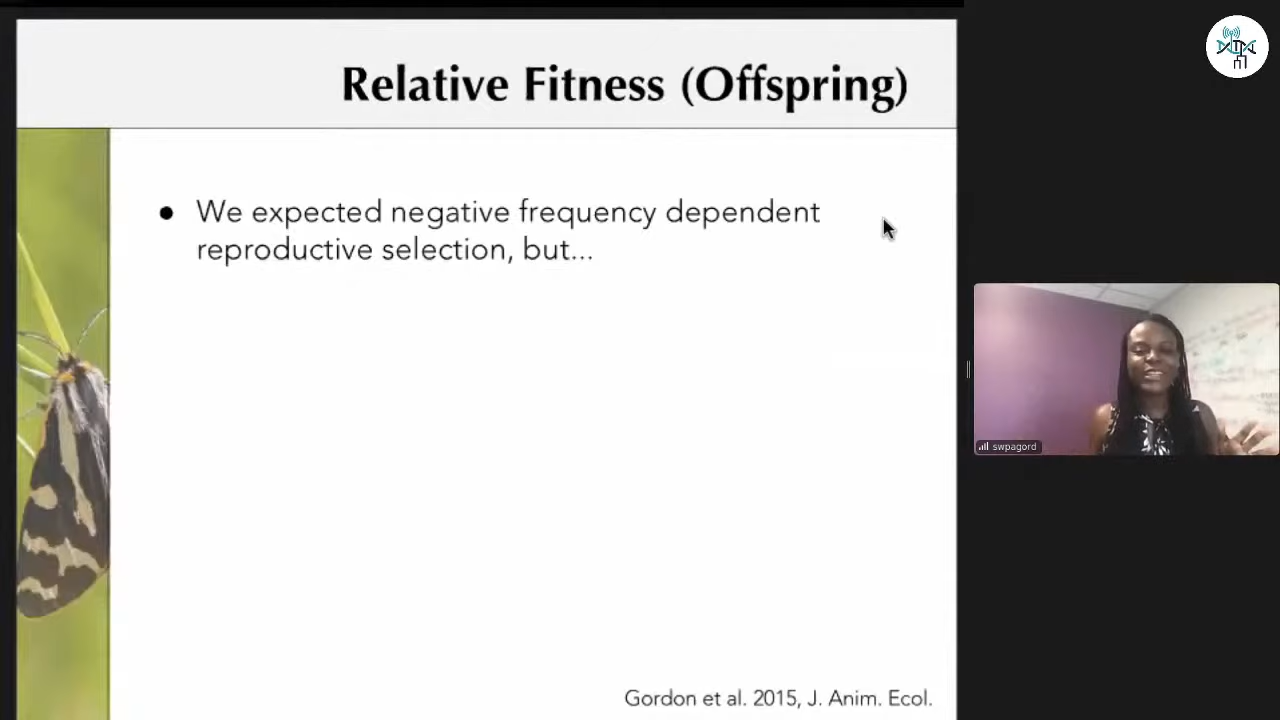 Relative Fitness (Offspring)
● We expected negative frequency dependent
reproductive selection, but...
swpagord
Gordon et al. 2015, J. Anim. Ecol.